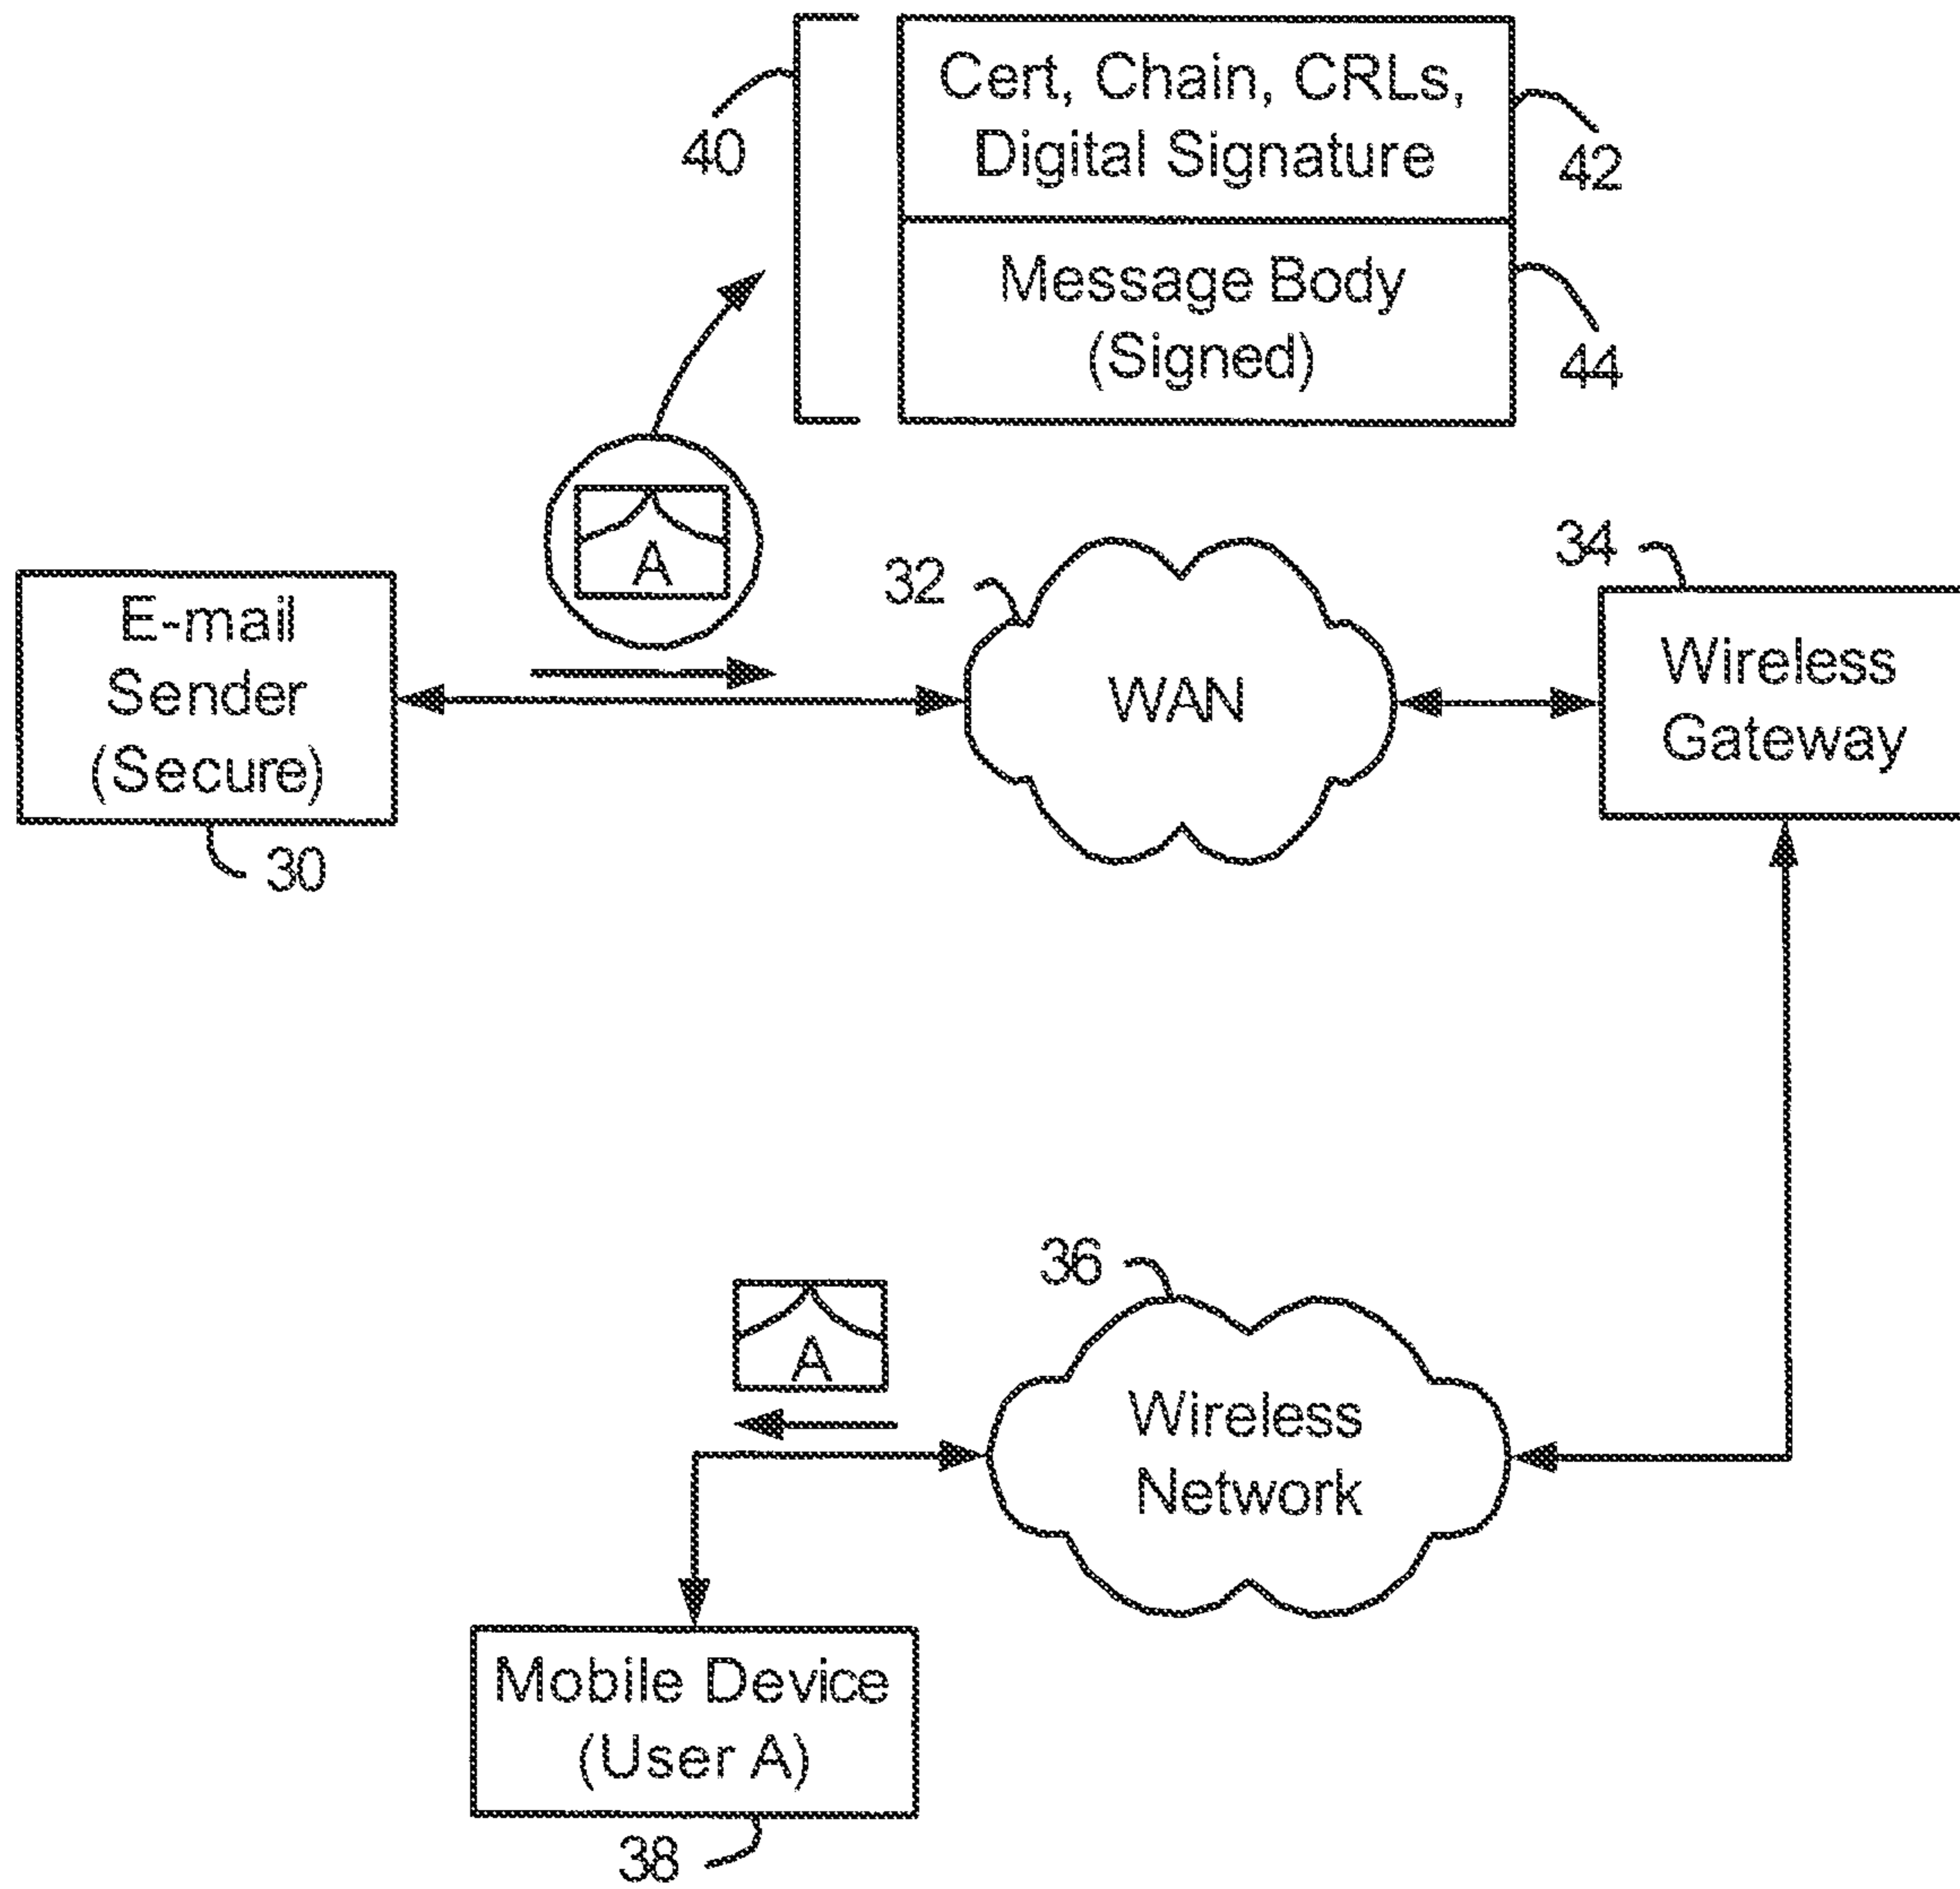 Cert, Chain, CRLs,
Digital Signature
40
42
Message Body
(Signed)
44
A
E-mail
Sender
(Secure)
30
32
WAN
34
Wireless
Gateway
36
A
Wireless
Network
Mobile Device
(User A)
38